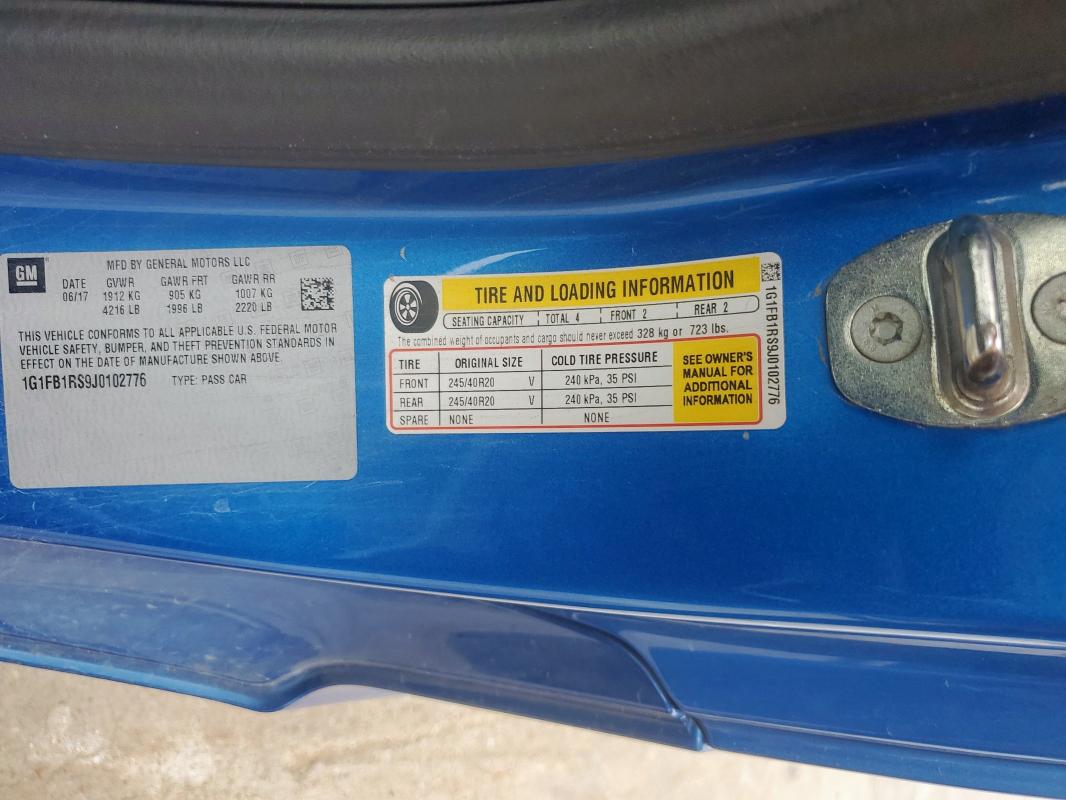 GM
MFD BY GENERAL MOTORS LLC
DATE GVWR GAWR FRT GAWR RR
06/17 1912 KG 905 KG 1007 KG
4216 LB 1996 LB 2220 LB
THIS VEHICLE CONFORMS TO ALL APPLICABLE U.S. FEDERAL MOTOR
VEHICLE SAFETY, BUMPER, AND THEFT PREVENTION STANDARDS IN
EFFECT ON THE DATE OF MANUFACTURE SHOWN ABOVE.
1G1FB1RS9J0102776 TYPE: PASS CAR
TIRE AND LOADING INFORMATION
SEATING CAPACITY TOTAL 4 FRONT 2 REAR 2
The combined weight of occupants and cargo should never exceed 328 kg or 723 lbs.
TIRE ORIGINAL SIZE COLD TIRE PRESSURE
FRONT 245/40R20 V 240 kPa, 35 PSI
REAR 245/40R20 V 240 kPa, 35 PSI
SPARE NONE NONE
SEE OWNER'S
MANUAL FOR
ADDITIONAL
INFORMATION
1G1FB1RS9J0102776